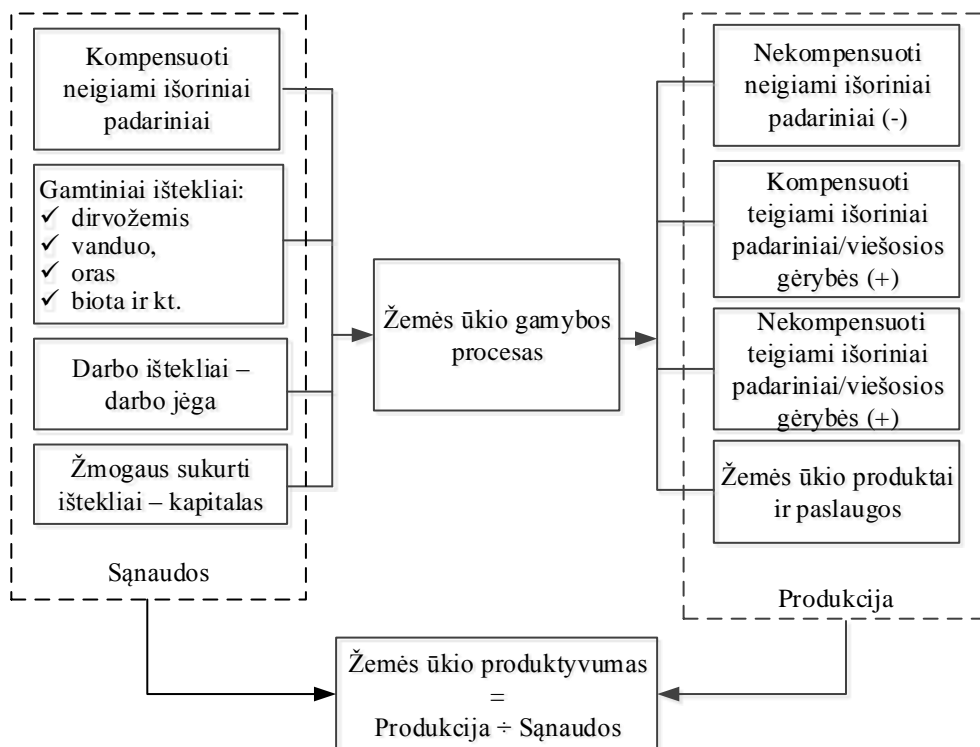 Kompensuoti
neigiami išoriniai
padariniai
Gamtiniai ištekliai:
✓ dirvožemis
✓ vanduo,
✓ oras
✓ biota ir kt.
Darbo ištekliai –
darbo jėga
Žmogaus sukurti
ištekliai – kapitalas
Sąnaudos
Žemės ūkio gamybos
procesas
Nekompensuoti
neigiami išoriniai
padariniai (-)
Kompensuoti
teigiami išoriniai
padariniai/viešosios
gėrybės (+)
Nekompensuoti
teigiami išoriniai
padariniai/viešosios
gėrybės (+)
Žemės ūkio produktai
ir paslaugos
Produkcija
Žemės ūkio produktyvumas
=
Produkcija ÷ Sąnaudos